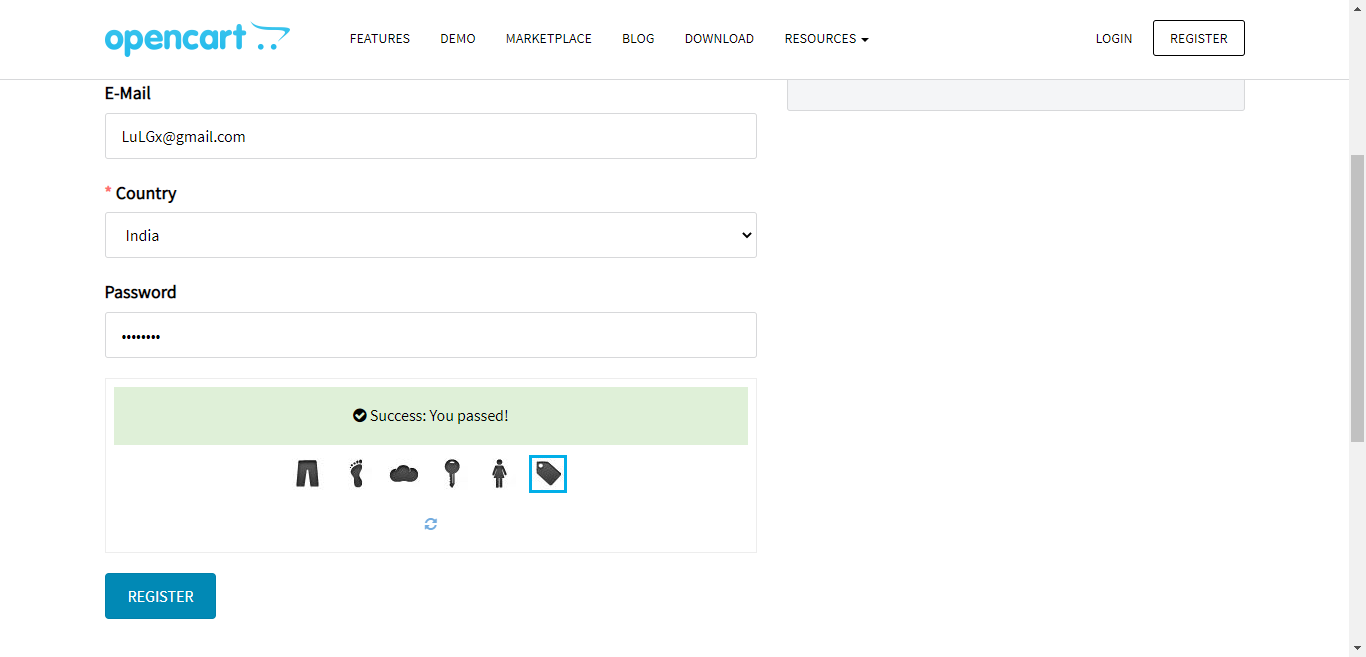 opencart
FEATURES DEMO MARKETPLACE BLOG DOWNLOAD RESOURCES LOGIN REGISTER
E-Mail
LuLGx@gmail.com
* Country
India
Password
••••••••
Success: You passed!
REGISTER